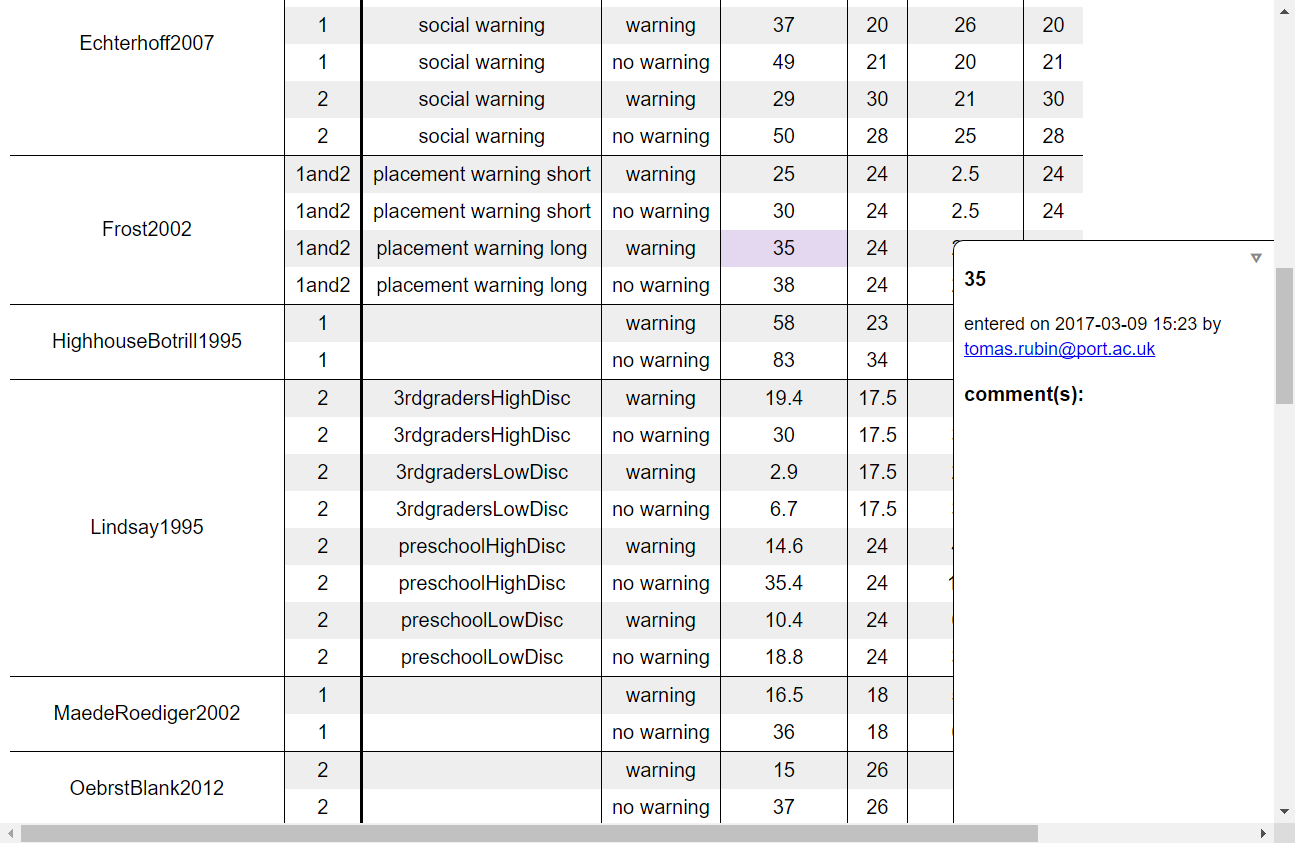 Echterhoff2007
1 social warning warning 37 20 26 20
1 social warning no warning 49 21 20 21
2 social warning warning 29 30 21 30
2 social warning no warning 50 28 25 28
Frost2002
1and2 placement warning short warning 25 24 2.5 24
1and2 placement warning short no warning 30 24 2.5 24
1and2 placement warning long warning 35 24
1and2 placement warning long no warning 38 24
HighhouseBotrill1995
1 warning 58 23
1 no warning 83 34
Lindsay1995
2 3rdgradersHighDisc warning 19.4 17.5
2 3rdgradersHighDisc no warning 30 17.5
2 3rdgradersLowDisc warning 2.9 17.5
2 3rdgradersLowDisc no warning 6.7 17.5
2 preschoolHighDisc warning 14.6 24
2 preschoolHighDisc no warning 35.4 24
2 preschoolLowDisc warning 10.4 24
2 preschoolLowDisc no warning 18.8 24
MaedeRoediger2002
1 warning 16.5 18
1 no warning 36 18
OebrstBlank2012
2 warning 15 26
2 no warning 37 26
35
entered on 2017-03-09 15:23 by
tomas.rubin@port.ac.uk
comment(s):